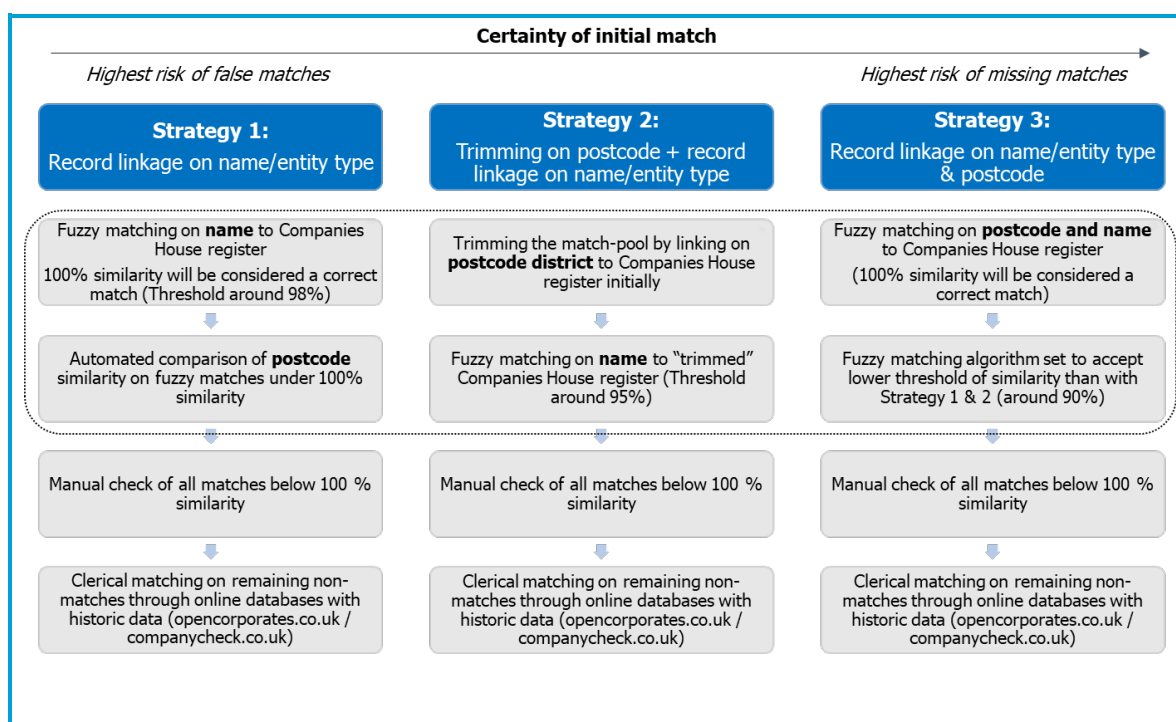 Certainty of initial match
Highest risk of false matches
Highest risk of missing matches
Strategy 1:
Record linkage on name/entity type
Strategy 2:
Trimming on postcode + record
linkage on name/entity type
Strategy 3:
Record linkage on name/entity type
& postcode
Fuzzy matching on name to Companies
House register
100% similarity will be considered a correct
match (Threshold around 98%)
Trimming the match-pool by linking on
postcode district to Companies House
register initially
Fuzzy matching on postcode and name
to Companies House register
(100% similarity will be considered a
correct match)
Automated comparison of postcode
similarity on fuzzy matches under 100%
similarity
Fuzzy matching on name to “trimmed”
Companies House register (Threshold
around 95%)
Fuzzy matching algorithm set to accept
lower threshold of similarity than with
Strategy 1 & 2 (around 90%)
Manual check of all matches below 100 %
similarity
Manual check of all matches below 100 %
similarity
Manual check of all matches below 100 %
similarity
Clerical matching on remaining non-
matches through online databases with
historic data (opencorporates.co.uk /
companycheck.co.uk)
Clerical matching on remaining non-
matches through online databases with
historic data (opencorporates.co.uk /
companycheck.co.uk)
Clerical matching on remaining non-
matches through online databases with
historic data (opencorporates.co.uk /
companycheck.co.uk)